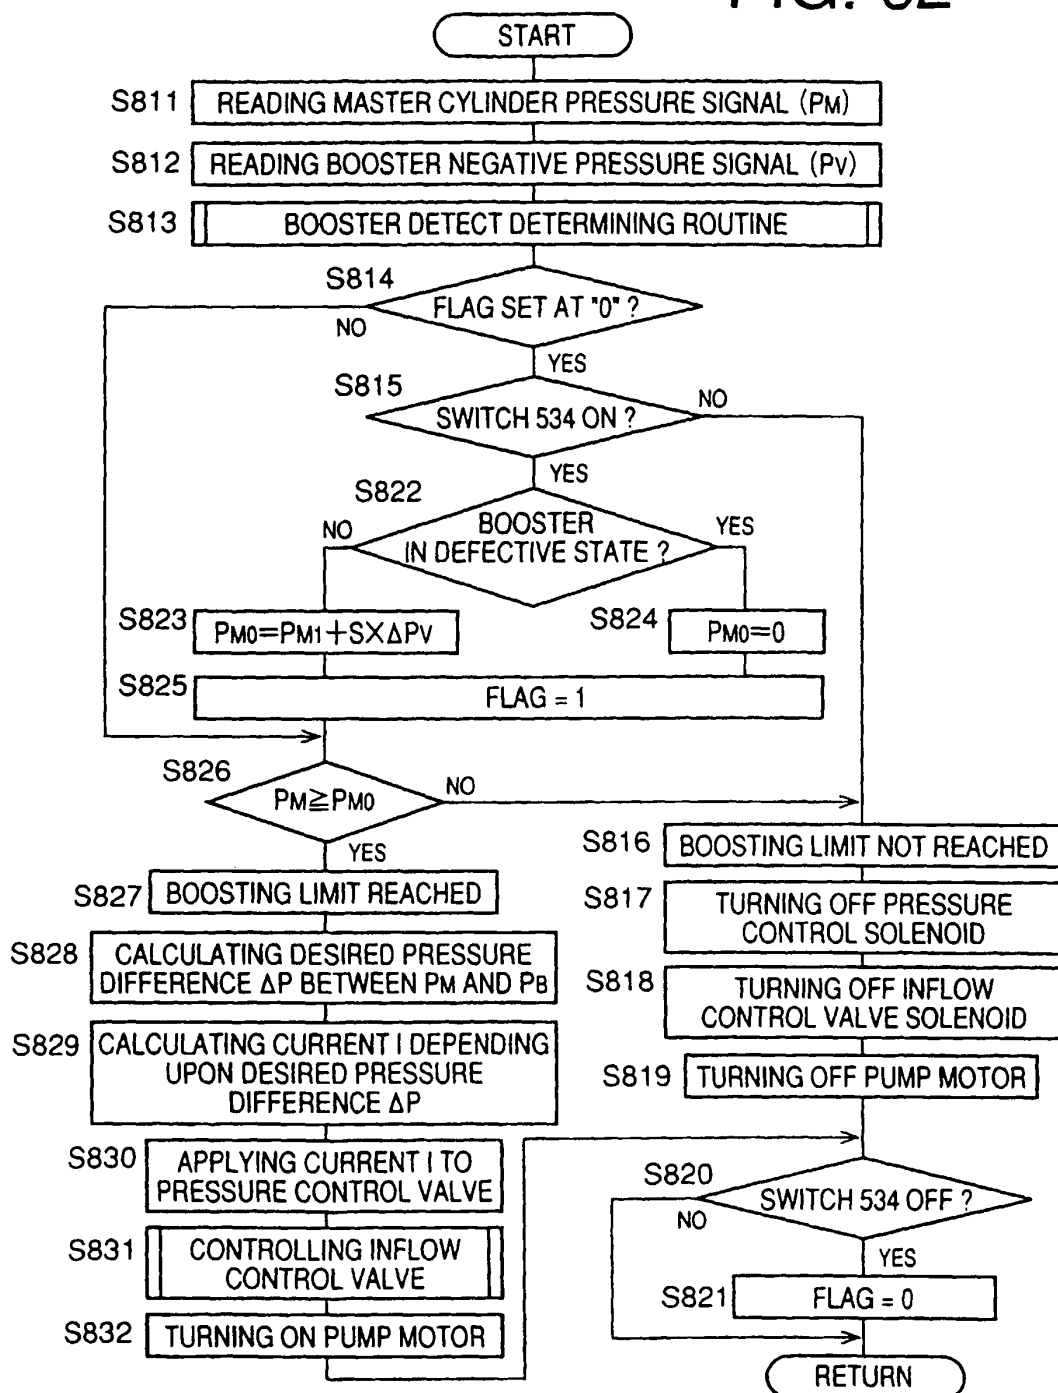 START
S811 READING MASTER CYLINDER PRESSURE SIGNAL (PM)
S812 READING BOOSTER NEGATIVE PRESSURE SIGNAL (PV)
S813 BOOSTER DETECT DETERMINING ROUTINE
S814
FLAG SET AT "0" ?
NO
YES
S815
SWITCH 534 ON ?
NO
YES
S822
BOOSTER
IN DEFECTIVE STATE ?
NO
YES
S823 PM0=PM1+S×ΔPV
S824 PM0=0
S825 FLAG = 1
S826
PM≧PM0
NO
YES
S827 BOOSTING LIMIT REACHED
S828 CALCULATING DESIRED PRESSURE
DIFFERENCE ΔP BETWEEN PM AND PB
S829 CALCULATING CURRENT I DEPENDING
UPON DESIRED PRESSURE
DIFFERENCE ΔP
S830 APPLYING CURRENT I TO
PRESSURE CONTROL VALVE
S831 CONTROLLING INFLOW
CONTROL VALVE
S832 TURNING ON PUMP MOTOR
S816 BOOSTING LIMIT NOT REACHED
S817 TURNING OFF PRESSURE
CONTROL SOLENOID
S818 TURNING OFF INFLOW
CONTROL VALVE SOLENOID
S819 TURNING OFF PUMP MOTOR
S820
SWITCH 534 OFF ?
NO
YES
S821 FLAG = 0
RETURN